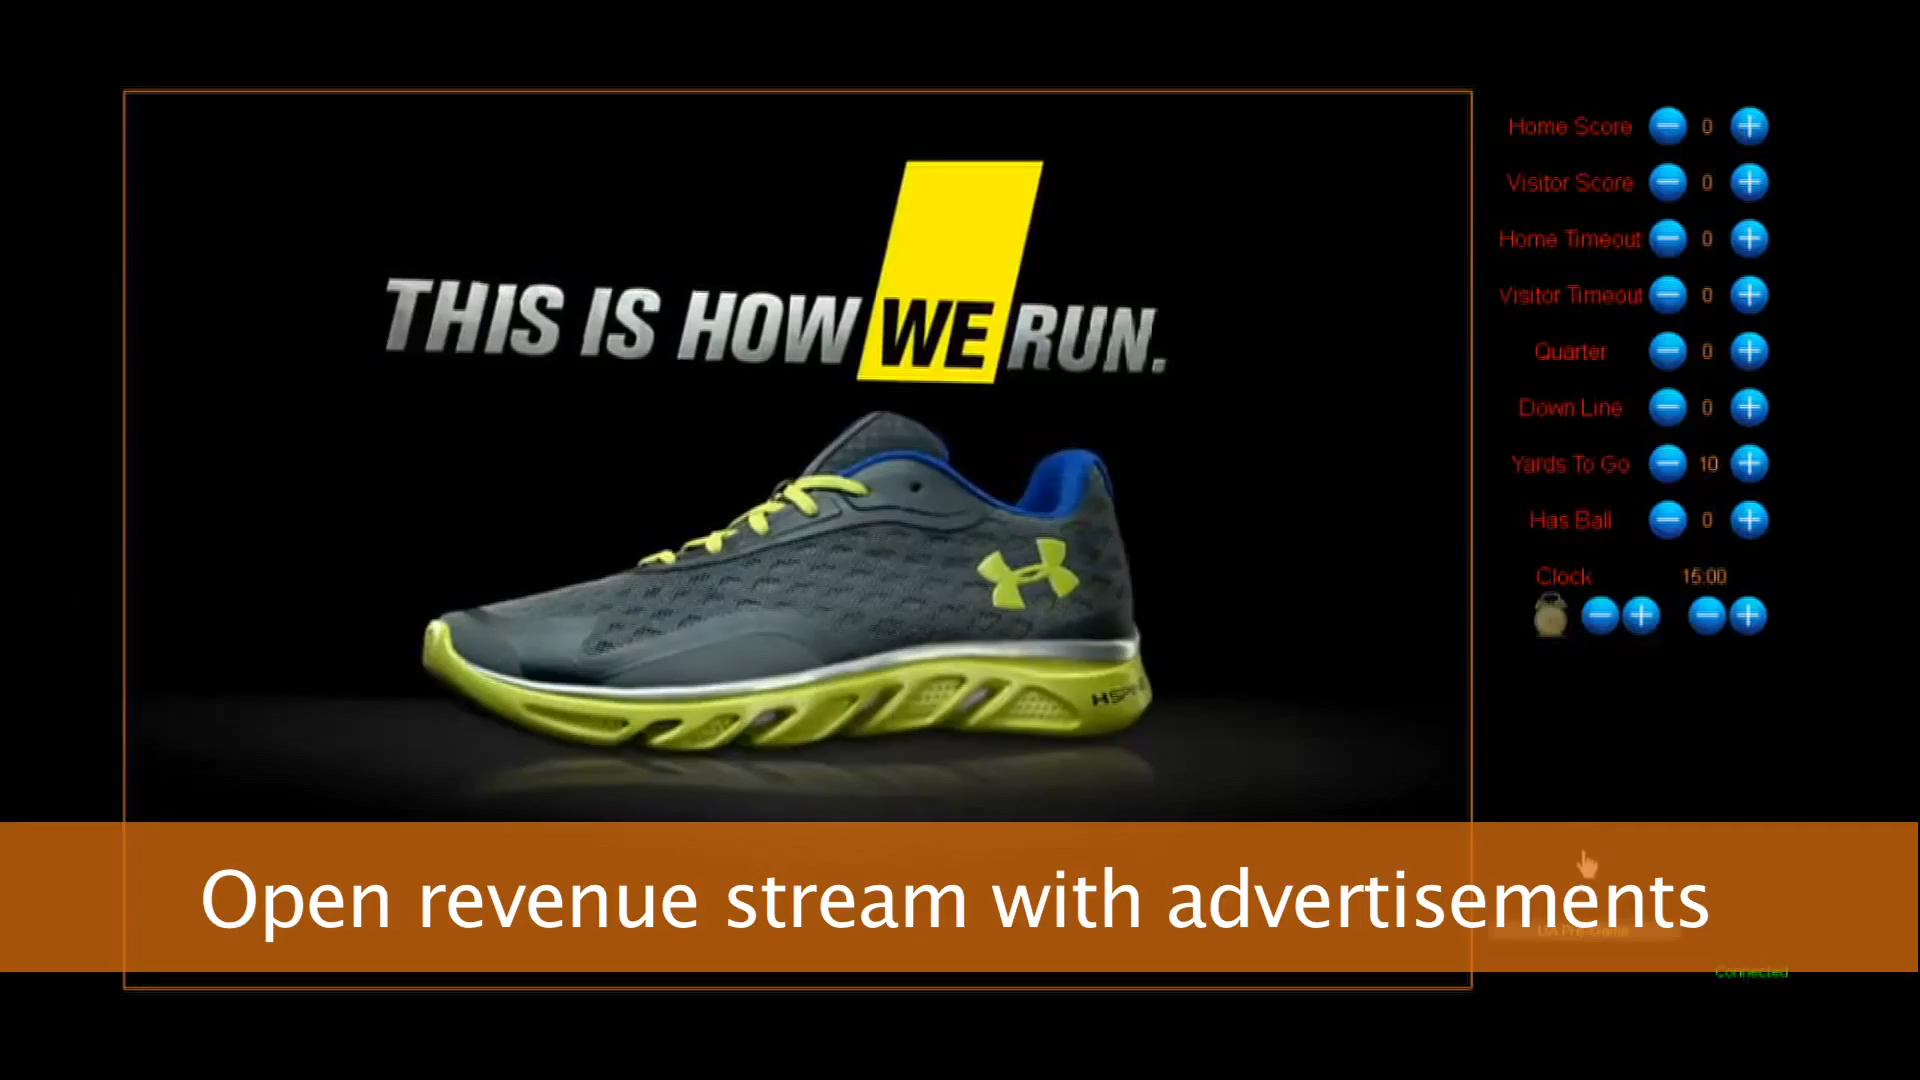 THIS IS HOW WE RUN.
Home Score 0
Visitor Score 0
Home Timeout 0
Visitor Timeout 0
Quarter 0
Down Line 0
Yards To Go 10
Has Ball 0
Clock 15:00
Open revenue stream with advertisements
Connected